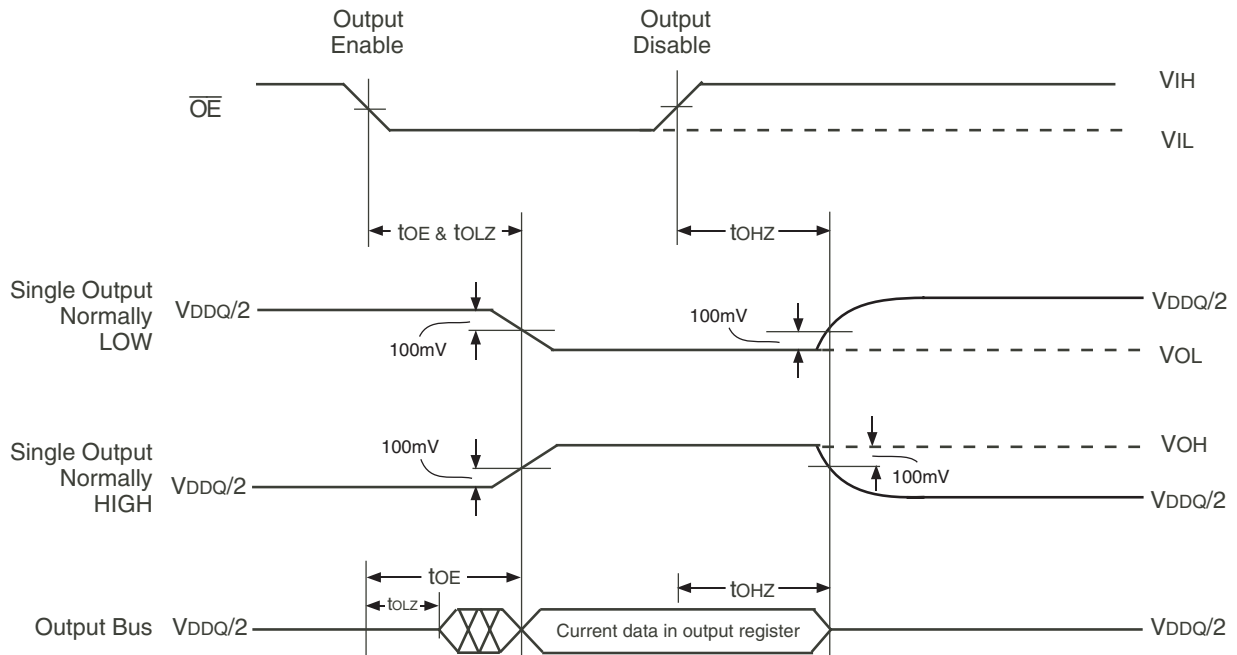 Output Enable
Output Disable
OE
VIH
VIL
tOE & tOLZ
tOHZ
Single Output Normally LOW
VDDQ/2
100mV
100mV
VDDQ/2
VOL
Single Output Normally HIGH
VDDQ/2
100mV
VOH
100mV
VDDQ/2
tOE
tOLZ
tOHZ
Output Bus
VDDQ/2
Current data in output register
VDDQ/2